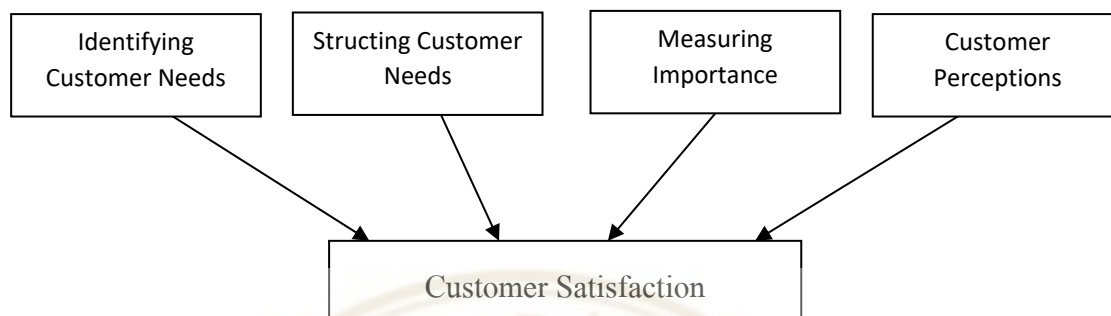 Identifying
Customer Needs
Structing Customer
Needs
Measuring
Importance
Customer
Perceptions
Customer Satisfaction